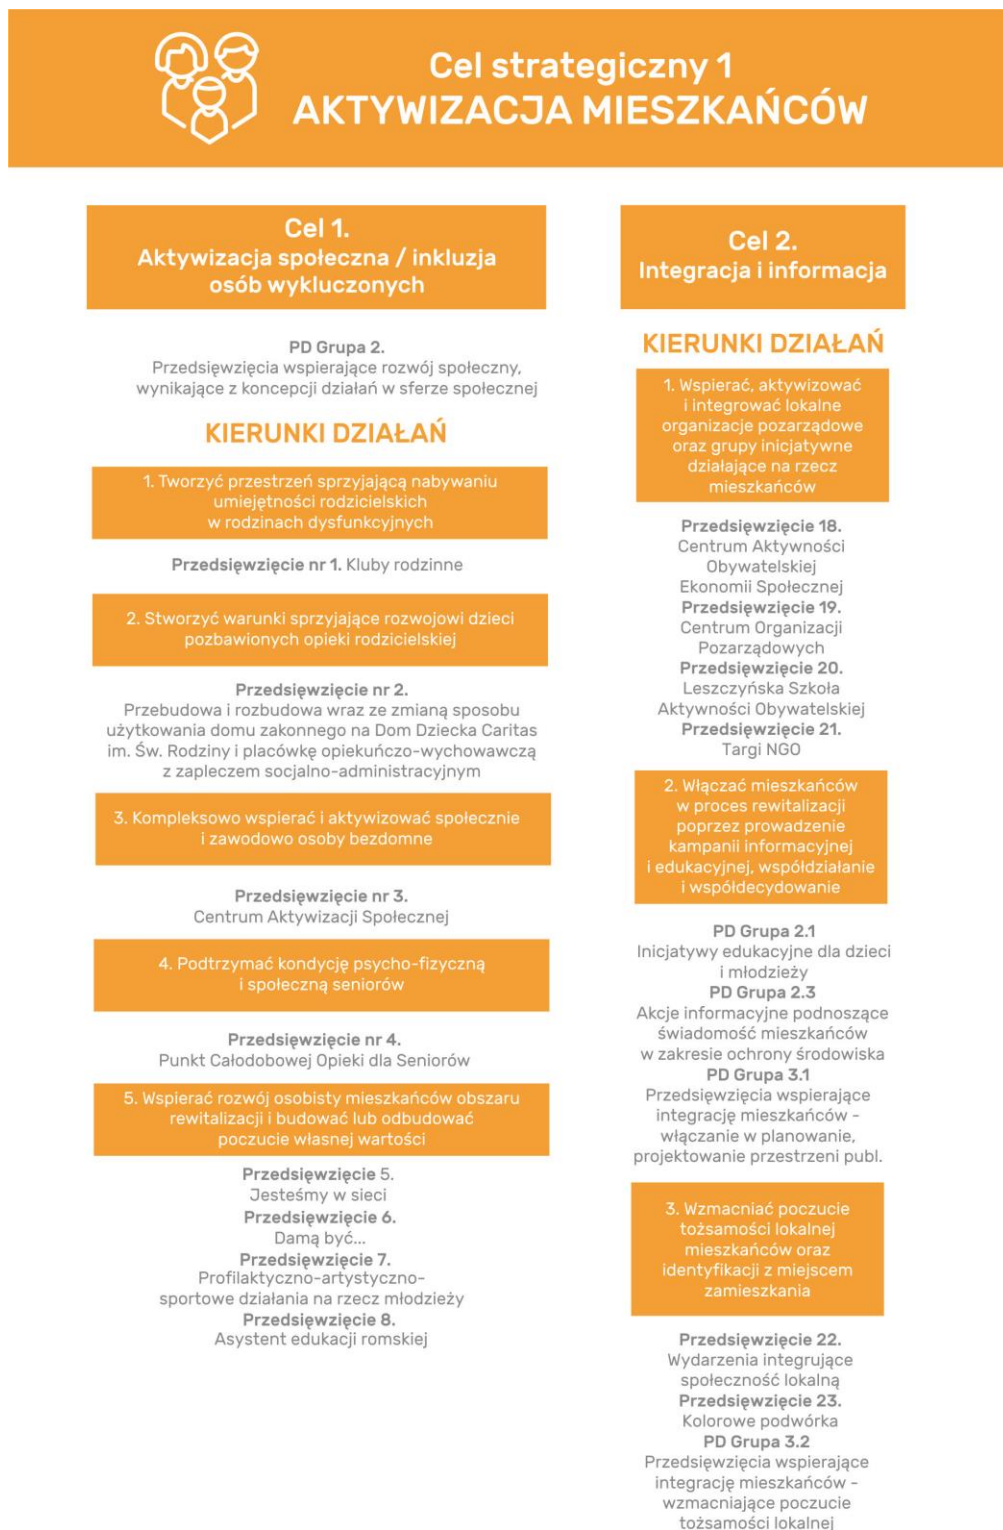 Cel strategiczny 1
AKTYWIZACJA MIESZKAŃCÓW
Cel 1.
Aktywizacja społeczna / inkluzja
osób wykluczonych
PD Grupa 2.
Przedsięwzięcia wspierające rozwój społeczny,
wynikające z koncepcji działań w sferze społecznej
KIERUNKI DZIAŁAŃ
1. Tworzyć przestrzeń sprzyjającą nabywaniu
umiejętności rodzicielskich
w rodzinach dysfunkcyjnych
Przedsięwzięcie nr 1. Kluby rodzinne
2. Stworzyć warunki sprzyjające rozwojowi dzieci
pozbawionych opieki rodzicielskiej
Przedsięwzięcie nr 2.
Przebudowa i rozbudowa wraz ze zmianą sposobu
użytkowania domu zakonnego na Dom Dziecka Caritas
im. Św. Rodziny i placówkę opiekuńczo-wychowawczą
z zapleczem socjalno-administracyjnym
3. Kompleksowo wspierać i aktywizować społecznie
i zawodowo osoby bezdomne
Przedsięwzięcie nr 3.
Centrum Aktywizacji Społecznej
4. Podtrzymać kondycję psycho-fizyczną
i społeczną seniorów
Przedsięwzięcie nr 4.
Punkt Całodobowej Opieki dla Seniorów
5. Wspierać rozwój osobisty mieszkańców obszaru
rewitalizacji i budować lub odbudować
poczucie własnej wartości
Przedsięwzięcie 5.
Jesteśmy w sieci
Przedsięwzięcie 6.
Damą być...
Przedsięwzięcie 7.
Profilaktyczno-artystyczno-
sportowe działania na rzecz młodzieży
Przedsięwzięcie 8.
Asystent edukacji romskiej
Cel 2.
Integracja i informacja
KIERUNKI DZIAŁAŃ
1. Wspierać, aktywizować
i integrować lokalne
organizacje pozarządowe
oraz grupy inicjatywne
działające na rzecz
mieszkańców
Przedsięwzięcie 18.
Centrum Aktywności
Obywatelskiej
Ekonomii Społecznej
Przedsięwzięcie 19.
Centrum Organizacji
Pozarządowych
Przedsięwzięcie 20.
Leszczyńska Szkoła
Aktywności Obywatelskiej
Przedsięwzięcie 21.
Targi NGO
2. Włączać mieszkańców
w proces rewitalizacji
poprzez prowadzenie
kampanii informacyjnej
i edukacyjnej, współdziałanie
i współdecydowanie
PD Grupa 2.1
Inicjatywy edukacyjne dla dzieci
i młodzieży
PD Grupa 2.3
Akcje informacyjne podnoszące
świadomość mieszkańców
w zakresie ochrony środowiska
PD Grupa 3.1
Przedsięwzięcia wspierające
integrację mieszkańców -
włączanie w planowanie,
projektowanie przestrzeni publ.
3. Wzmacniać poczucie
tożsamości lokalnej
mieszkańców oraz
identyfikacji z miejscem
zamieszkania
Przedsięwzięcie 22.
Wydarzenia integrujące
społeczność lokalną
Przedsięwzięcie 23.
Kolorowe podwórka
PD Grupa 3.2
Przedsięwzięcia wspierające
integrację mieszkańców -
wzmacniające poczucie
tożsamości lokalnej